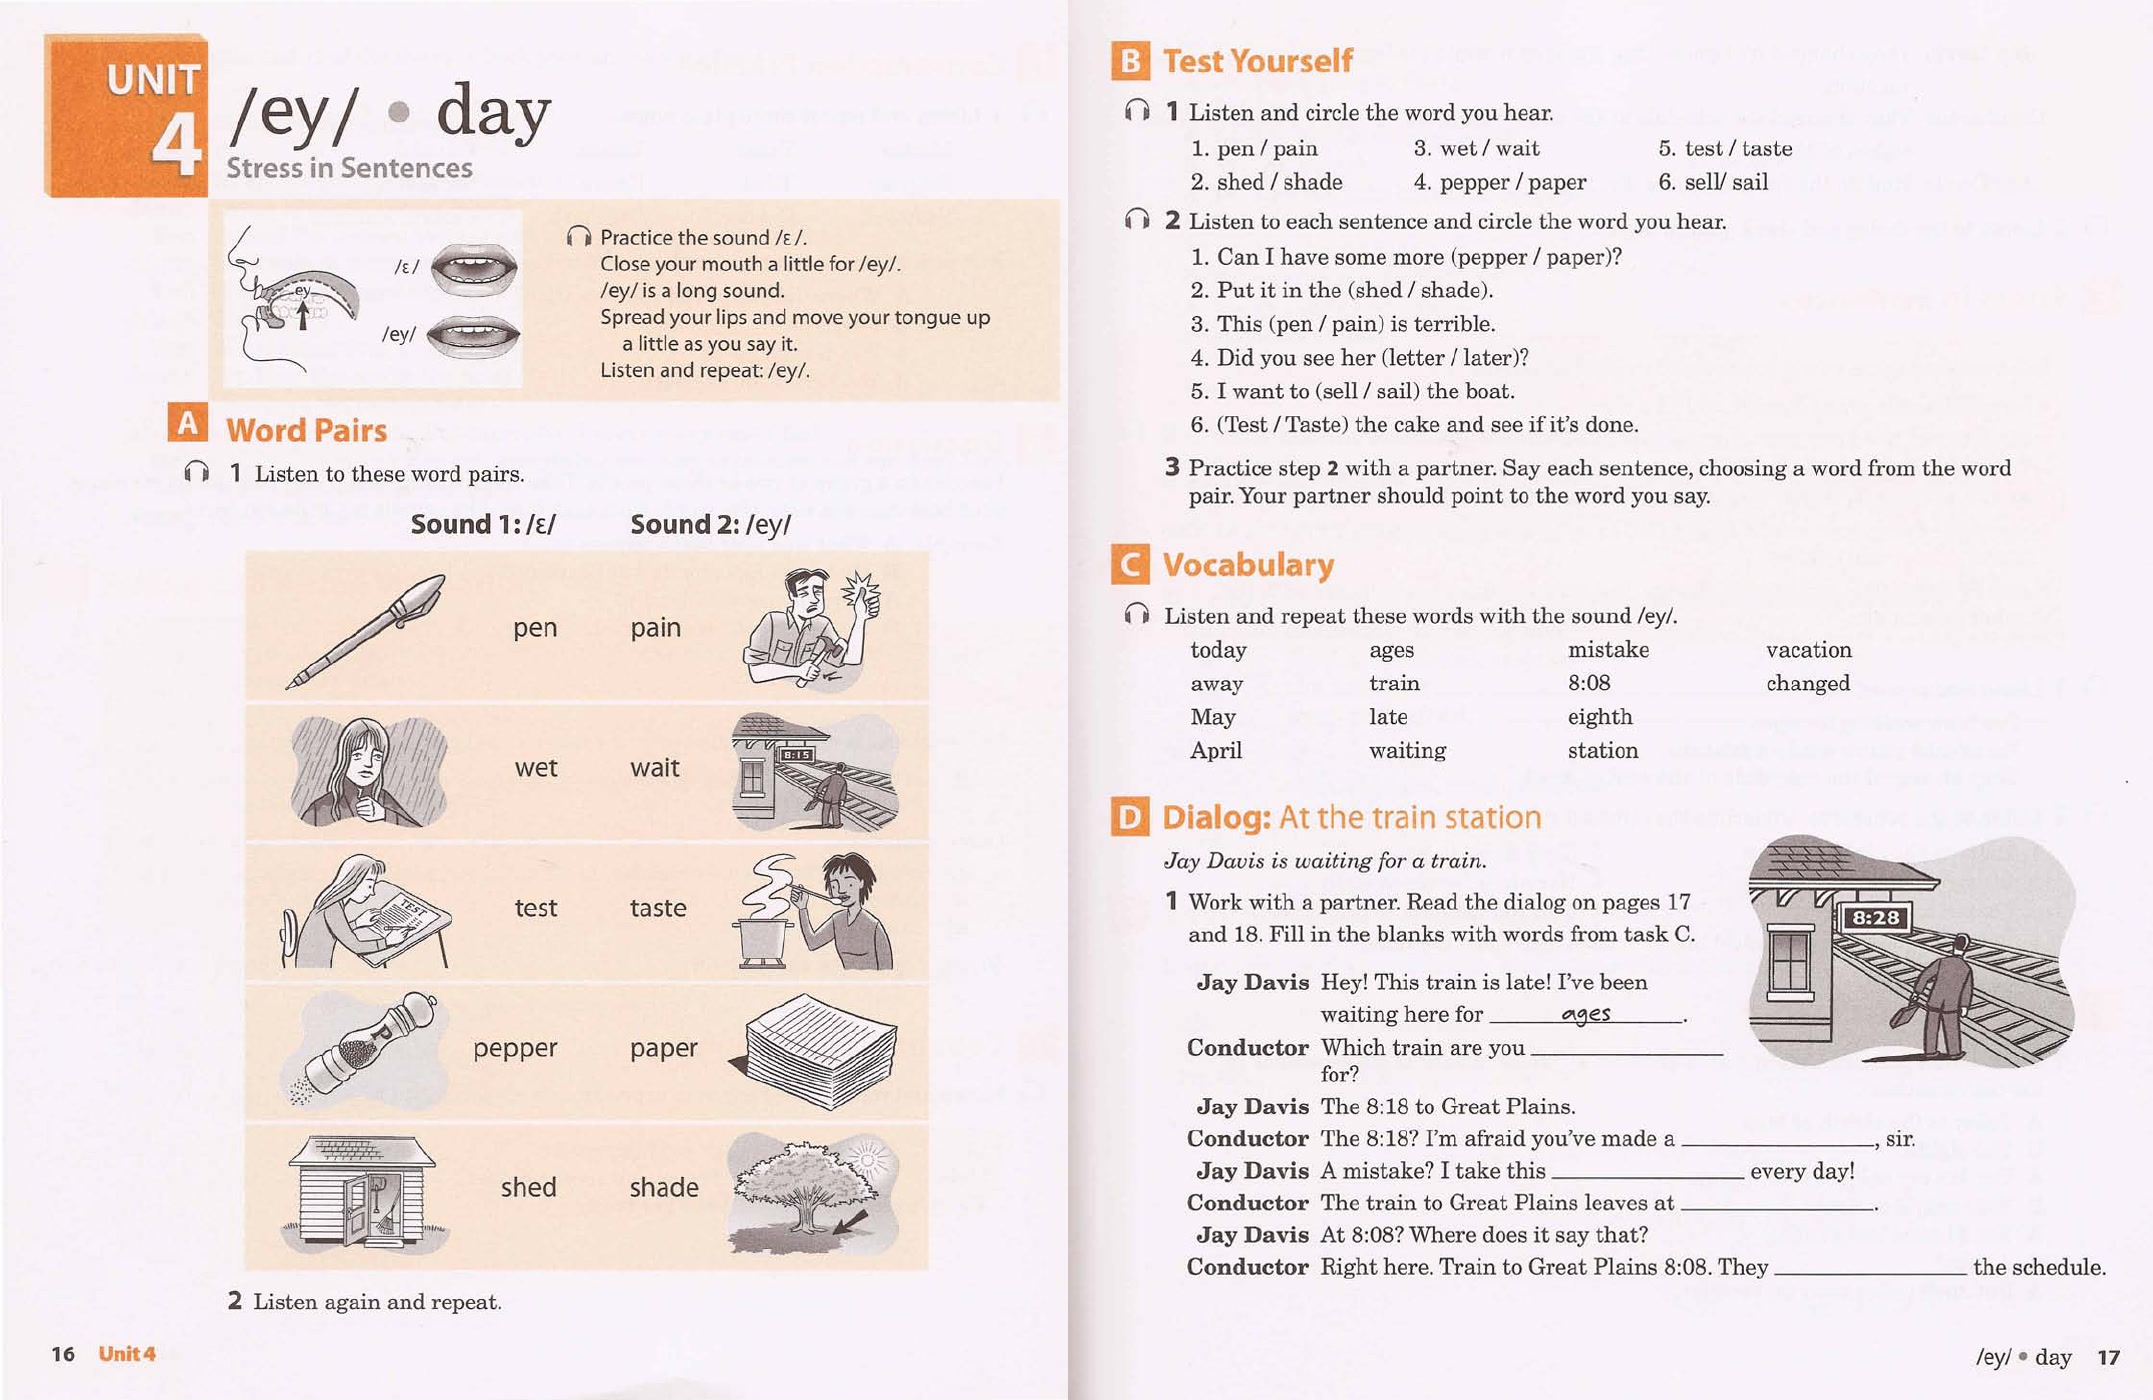 UNIT
4
/ey/ • day
Stress in Sentences
/ɛ/
ey
/ey/
Practice the sound /ɛ/.
Close your mouth a little for /ey/.
/ey/ is a long sound.
Spread your lips and move your tongue up
a little as you say it.
Listen and repeat: /ey/.
A Word Pairs
1 Listen to these word pairs.
Sound 1: /ɛ/ Sound 2: /ey/
pen pain
wet wait
8:15
test taste
TEST
pepper paper
P
shed shade
2 Listen again and repeat.
16 Unit 4
B Test Yourself
1 Listen and circle the word you hear.
1. pen / pain 3. wet / wait 5. test / taste
2. shed / shade 4. pepper / paper 6. sell/ sail
2 Listen to each sentence and circle the word you hear.
1. Can I have some more (pepper / paper)?
2. Put it in the (shed / shade).
3. This (pen / pain) is terrible.
4. Did you see her (letter / later)?
5. I want to (sell / sail) the boat.
6. (Test / Taste) the cake and see if it's done.
3 Practice step 2 with a partner. Say each sentence, choosing a word from the word
pair. Your partner should point to the word you say.
C Vocabulary
Listen and repeat these words with the sound /ey/.
today ages mistake vacation
away train 8:08 changed
May late eighth
April waiting station
D Dialog: At the train station
Jay Davis is waiting for a train.
1 Work with a partner. Read the dialog on pages 17
and 18. Fill in the blanks with words from task C.
8:28
Jay Davis Hey! This train is late! I've been
waiting here for ages.
Conductor Which train are you ____________
for?
Jay Davis The 8:18 to Great Plains.
Conductor The 8:18? I'm afraid you've made a ____________, sir.
Jay Davis A mistake? I take this ____________ every day!
Conductor The train to Great Plains leaves at ____________.
Jay Davis At 8:08? Where does it say that?
Conductor Right here. Train to Great Plains 8:08. They ____________ the schedule.
/ey/ • day 17